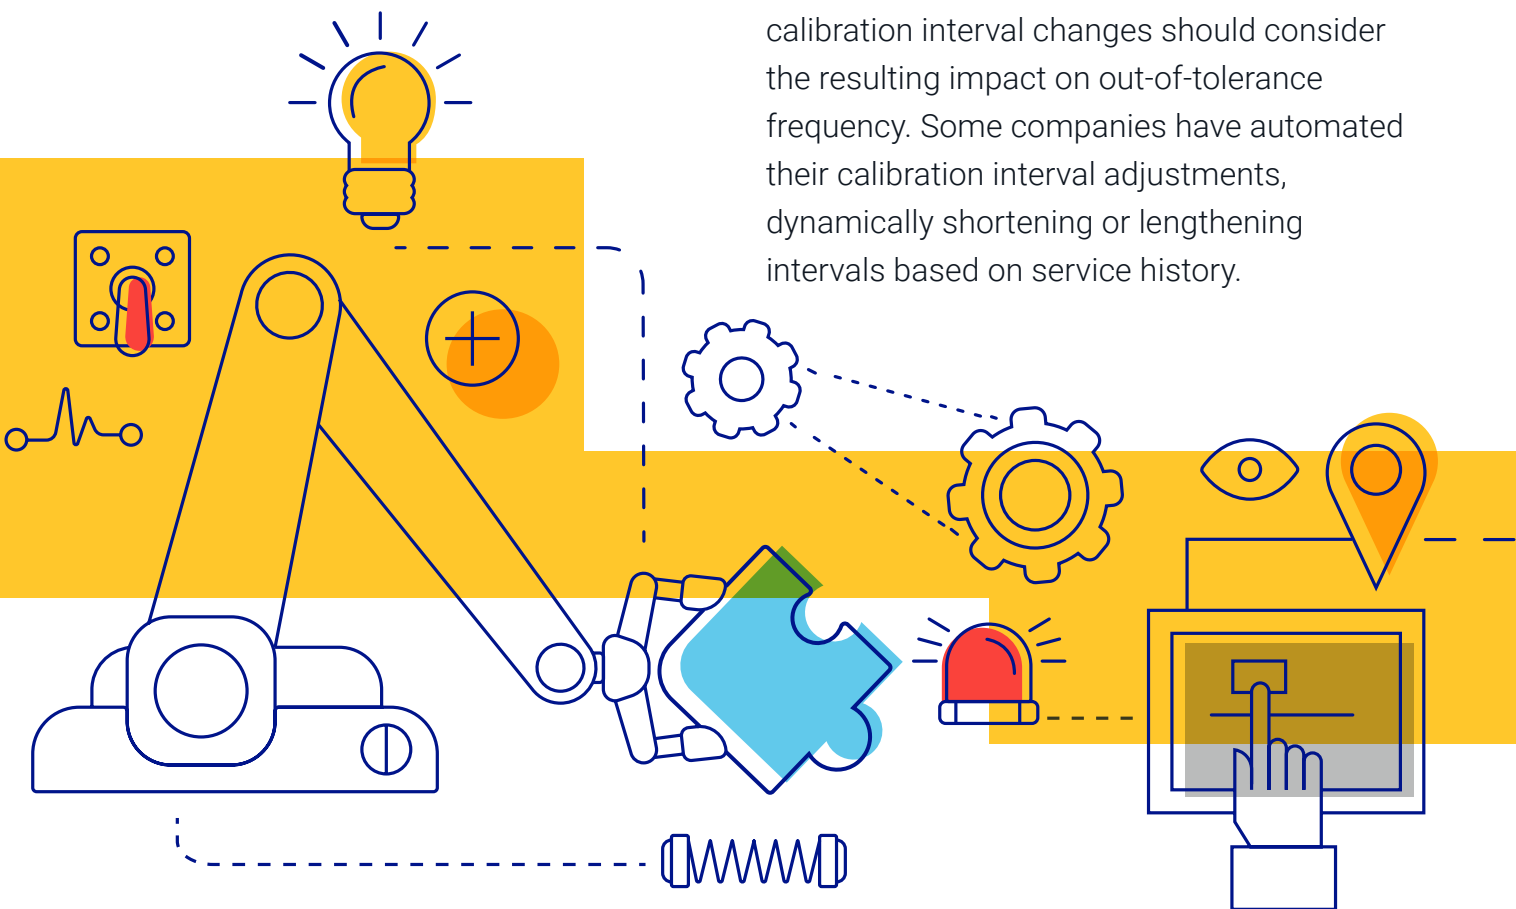 calibration interval changes should consider
the resulting impact on out-of-tolerance
frequency. Some companies have automated
their calibration interval adjustments,
dynamically shortening or lengthening
intervals based on service history.